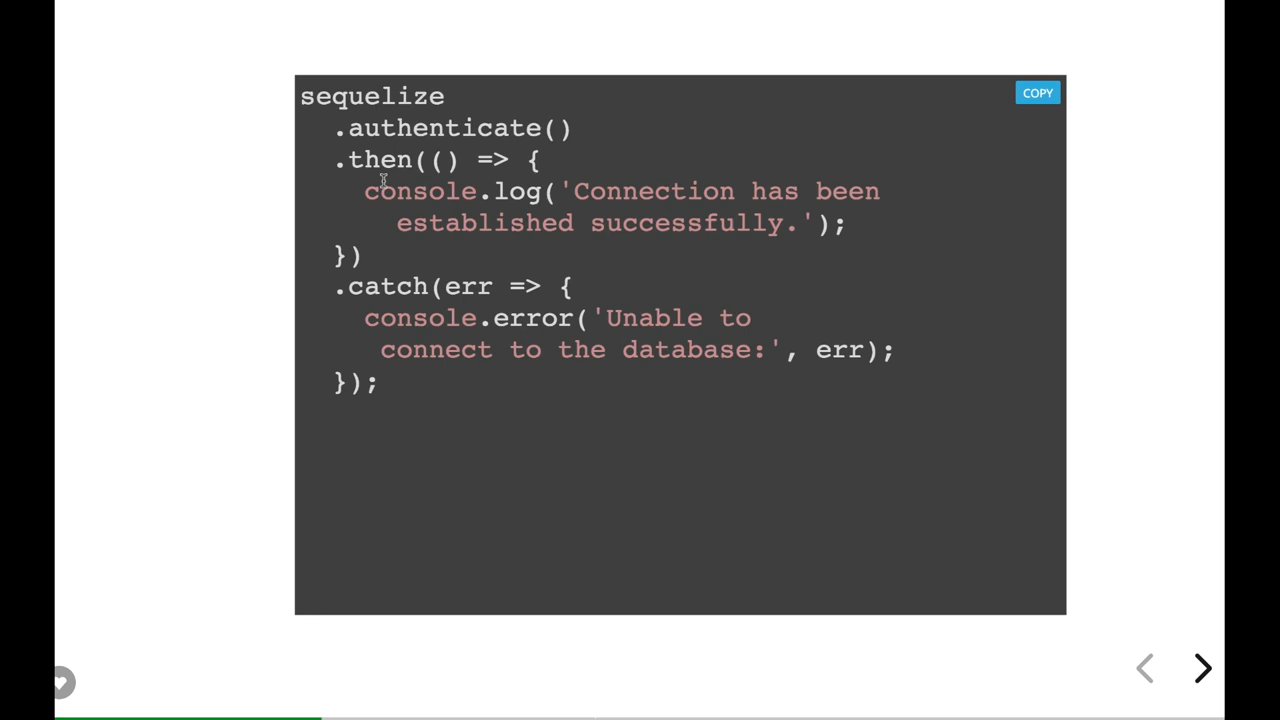 COPY
sequelize
  .authenticate()
  .then(() => {
    console.log('Connection has been
      established successfully.');
  })
  .catch(err => {
    console.error('Unable to
     connect to the database:', err);
  });